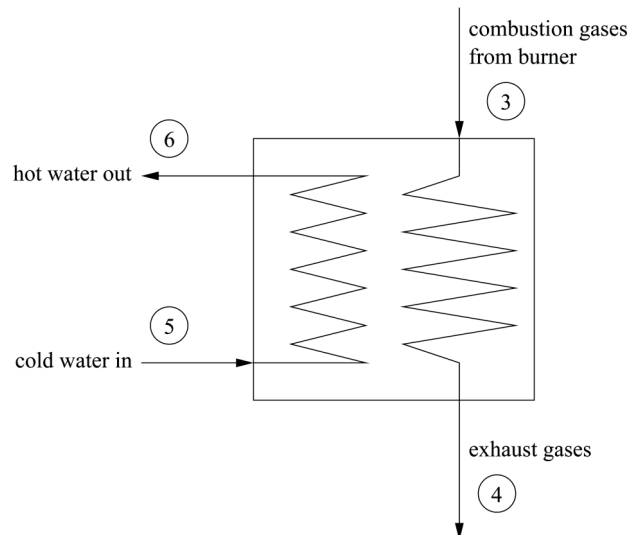 combustion gases
from burner
3
6
hot water out
5
cold water in
exhaust gases
4